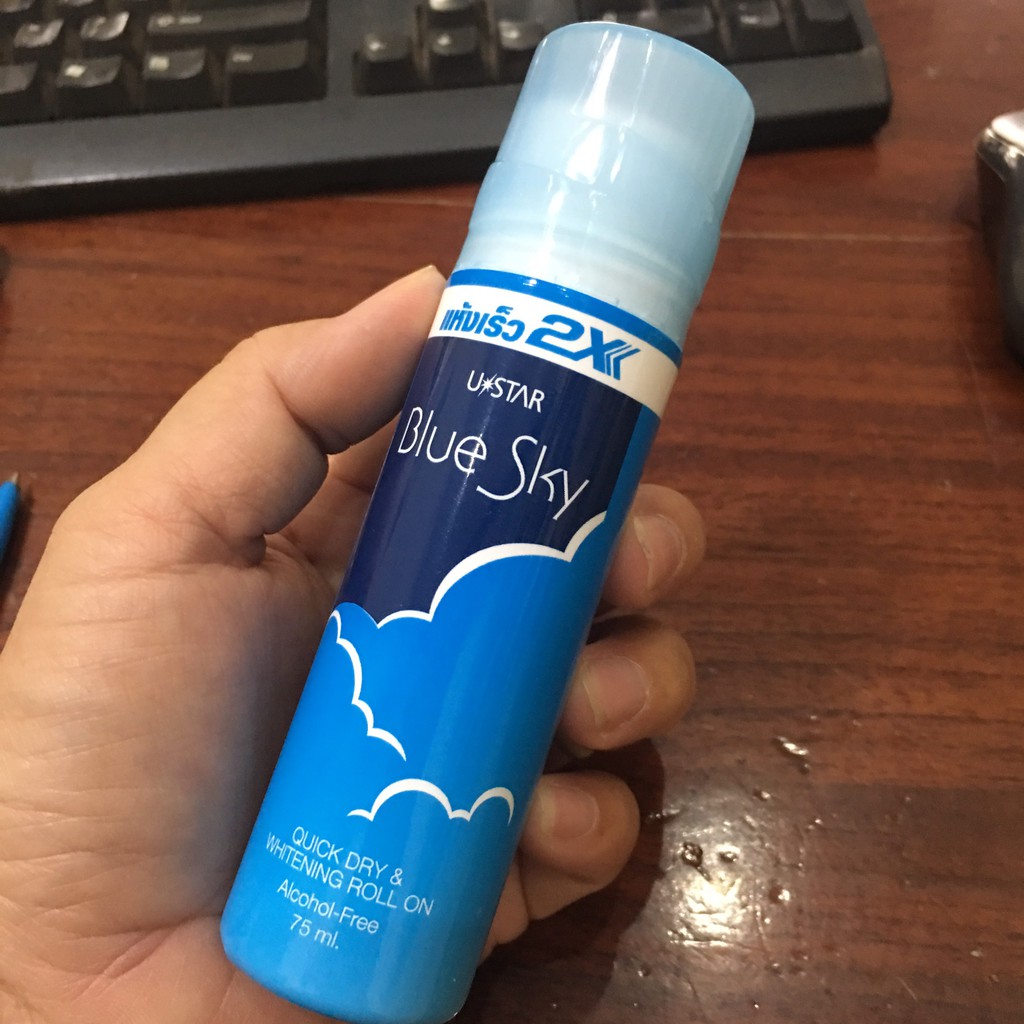 แห้งเร็ว 2X
U STAR
Blue Sky
QUICK DRY &
WHITENING ROLL ON
Alcohol-Free
75 ml.